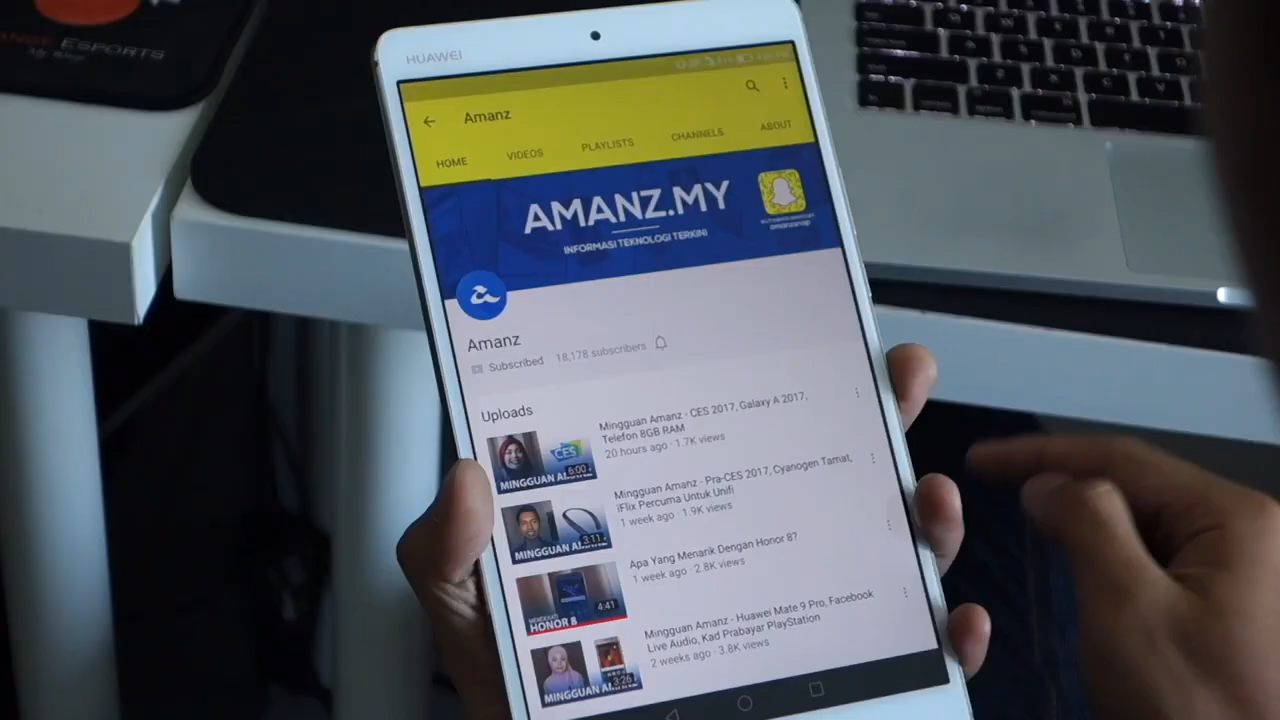 ESPORTS
HUAWEI
Amanz
HOME
VIDEOS
PLAYLISTS
CHANNELS
ABOUT
AMANZ.MY
INFORMASI TEKNOLOGI TERKINI
Amanz
Subscribed 18,178 subscribers
Uploads
Mingguan Amanz - CES 2017, Galaxy A 2017,
Telefon 8GB RAM
20 hours ago · 1.7K views
CES
6:00
MINGGUAN AMANZ
Mingguan Amanz - Pra-CES 2017, Cyanogen Tamat,
iFlix Percuma Untuk Unifi
1 week ago · 1.9K views
3:11
MINGGUAN AMANZ
Apa Yang Menarik Dengan Honor 8?
1 week ago · 2.8K views
4:41
HONOR 8
Mingguan Amanz - Huawei Mate 9 Pro, Facebook
Live Audio, Kad Prabayar PlayStation
2 weeks ago · 3.8K views
3:26
MINGGUAN AMANZ